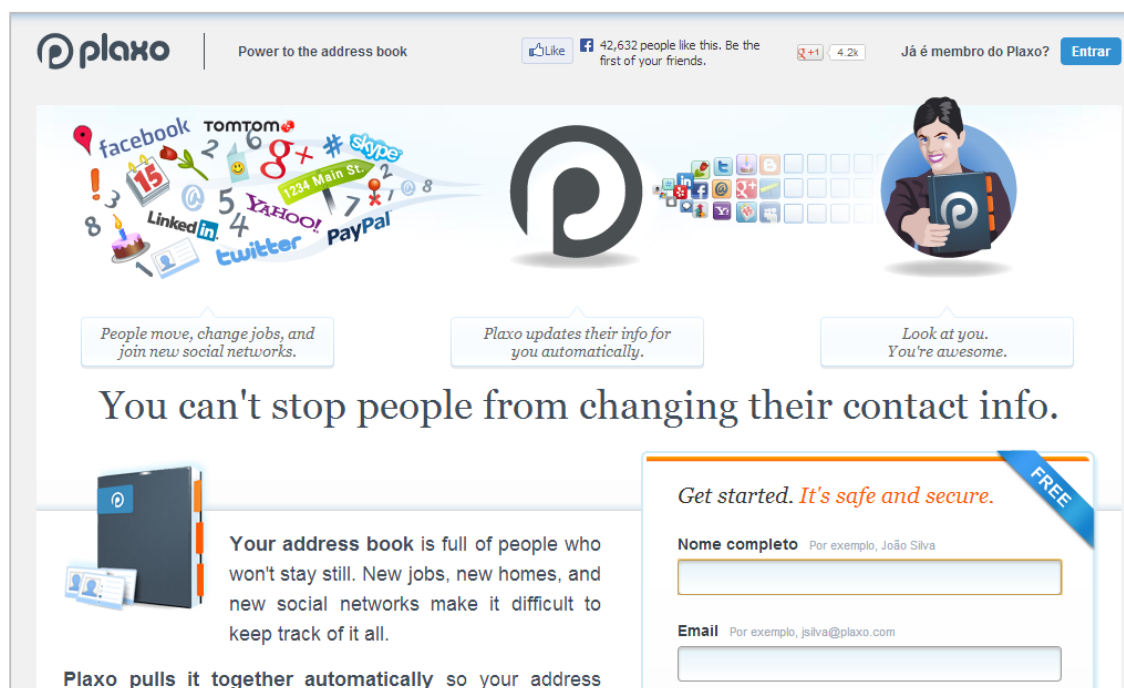 plaxo
Power to the address book
Like
42,632 people like this. Be the
first of your friends.
+1
4.2k
Já é membro do Plaxo?
Entrar
facebook
TOMTOM
2
6
g+
#
skype
15
1234 Main St.
2
@
8
3
@
5
YAHOO!
7
1
8
Linked in
4
twitter
PayPal
1
People move, change jobs, and
join new social networks.
Plaxo updates their info for
you automatically.
Look at you.
You're awesome.
You can't stop people from changing their contact info.
FREE
Get started. It's safe and secure.
Your address book is full of people who
won't stay still. New jobs, new homes, and
new social networks make it difficult to
keep track of it all.
Plaxo pulls it together automatically so your address
Nome completo Por exemplo, João Silva
Email Por exemplo, jsilva@plaxo.com